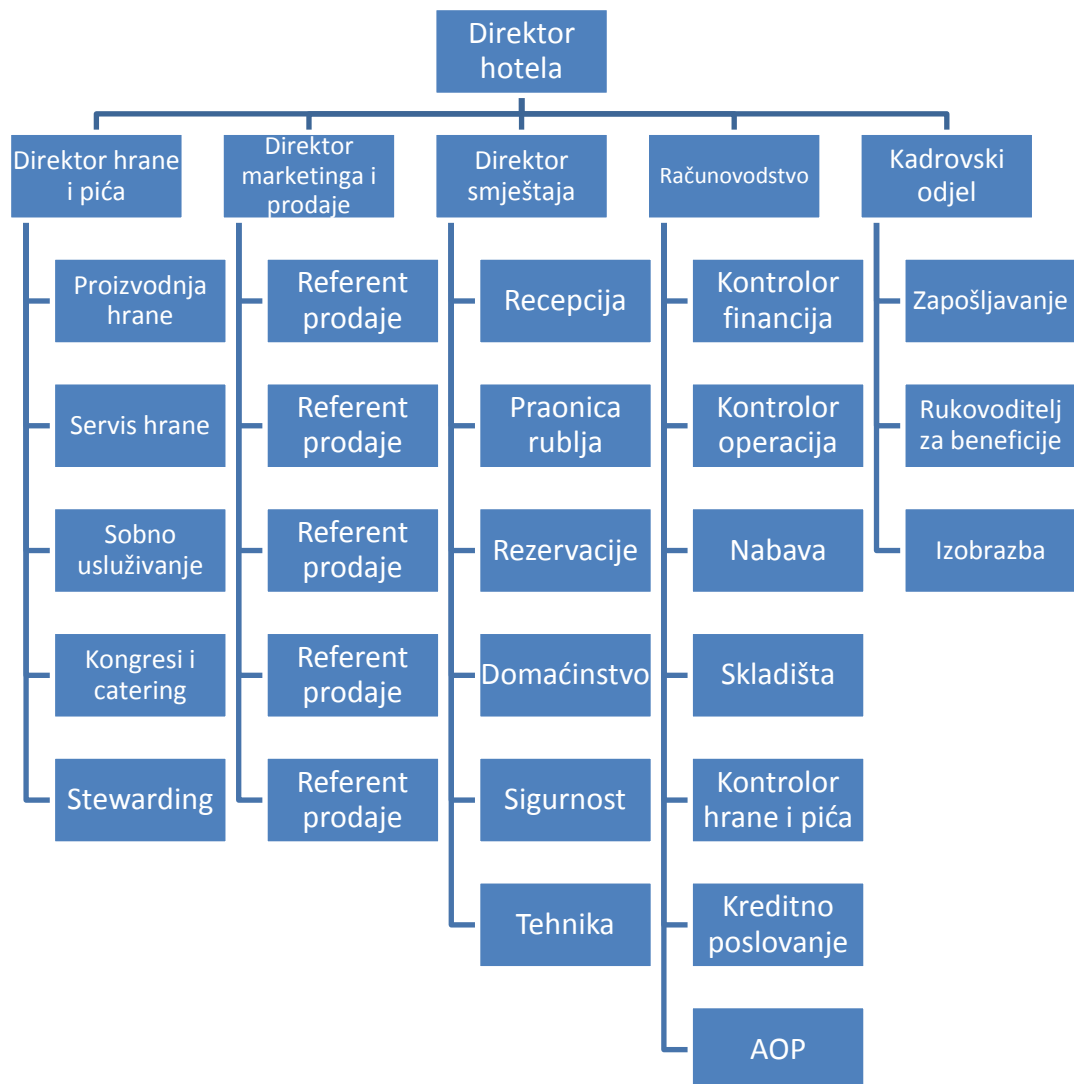 Direktor
hotela
Direktor hrane
i pića
Direktor
marketinga i
prodaje
Direktor
smještaja
Računovodstvo
Kadrovski
odjel
Proizvodnja
hrane
Referent
prodaje
Recepcija
Kontrolor
financija
Zapošljavanje
Servis hrane
Referent
prodaje
Praonica
rublja
Kontrolor
operacija
Rukovoditelj
za beneficije
Sobno
usluživanje
Referent
prodaje
Rezervacije
Nabava
Izobrazba
Kongresi i
catering
Referent
prodaje
Domaćinstvo
Skladišta
Stewarding
Referent
prodaje
Sigurnost
Kontrolor
hrane i pića
Tehnika
Kreditno
poslovanje
AOP